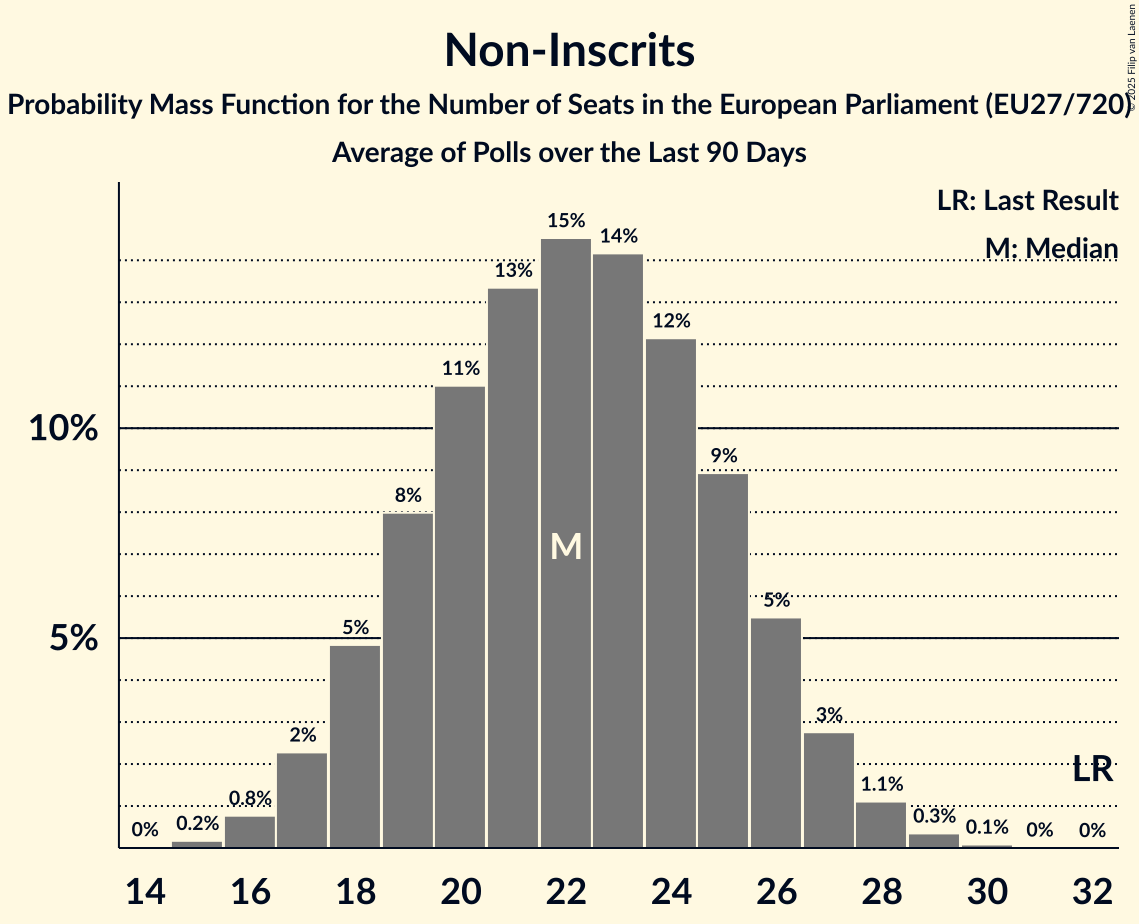 © 2025 Filip van Laenen
Non-Inscrits
Probability Mass Function for the Number of Seats in the European Parliament (EU27/720)
Average of Polls over the Last 90 Days
LR: Last Result
M: Median
15%
14%
13%
12%
11%
10%
9%
8%
M
5%
5%
5%
3%
2%
LR
1.1%
0.8%
0.3%
0.2%
0.1%
0%
0%
0%
14 16 18 20 22 24 26 28 30 32